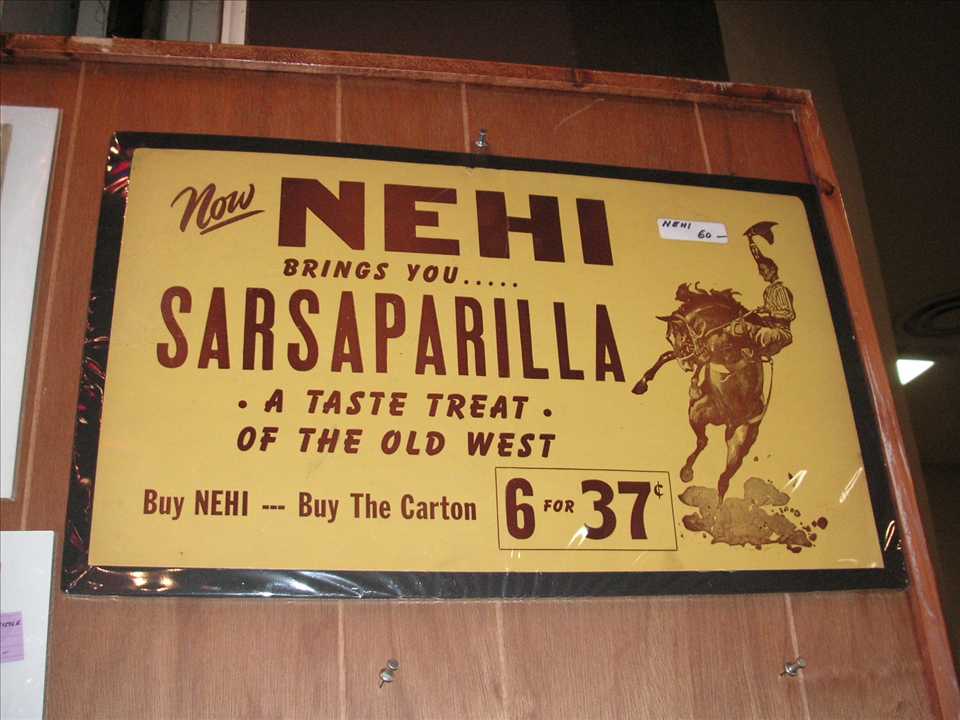 Now NEHI
NEHI
60—
BRINGS YOU.....
SARSAPARILLA
• A TASTE TREAT •
OF THE OLD WEST
Buy NEHI --- Buy The Carton
6 FOR 37¢